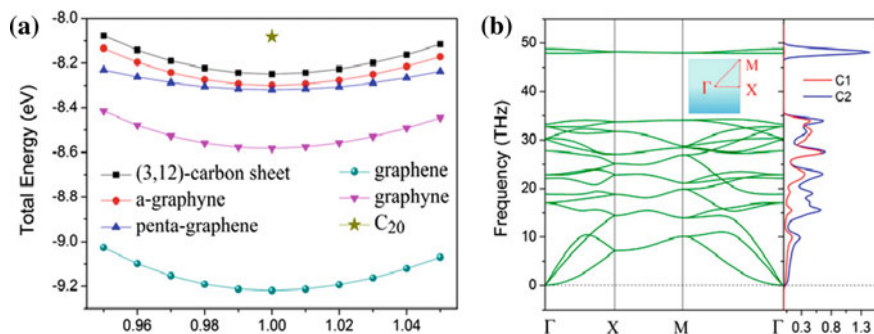 (a)
Total Energy (eV)
-8.0
-8.2
-8.4
-8.6
-8.8
-9.0
-9.2
(3,12)-carbon sheet
a-graphyne
penta-graphene
graphene
graphyne
C20
0.96 0.98 1.00 1.02 1.04
(b)
Frequency (THz)
50
40
30
20
10
0
M
Γ X
C1
C2
Γ X M Γ 0.3 0.8 1.3